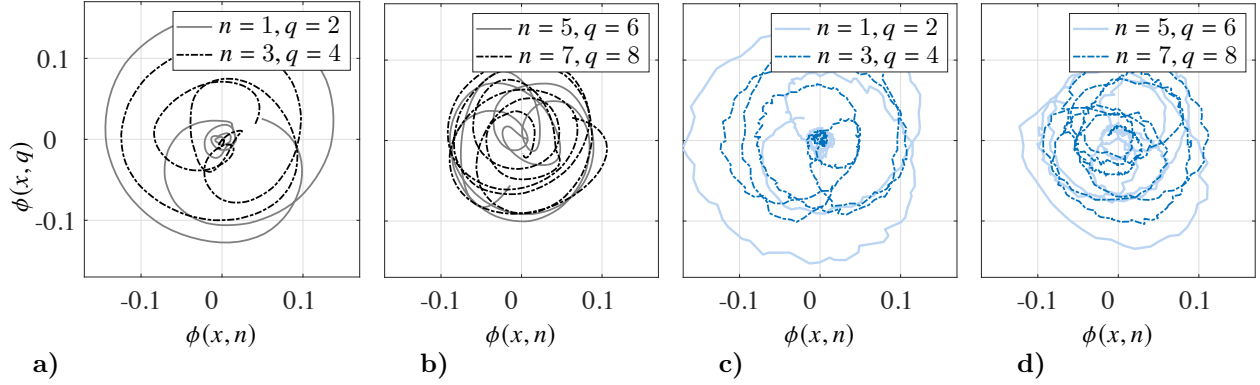 n = 1, q = 2
n = 3, q = 4
n = 5, q = 6
n = 7, q = 8
n = 1, q = 2
n = 3, q = 4
n = 5, q = 6
n = 7, q = 8
ϕ(x, q)
0.1
0
-0.1
-0.1 0 0.1
-0.1 0 0.1
-0.1 0 0.1
-0.1 0 0.1
ϕ(x, n)
ϕ(x, n)
ϕ(x, n)
ϕ(x, n)
a)
b)
c)
d)